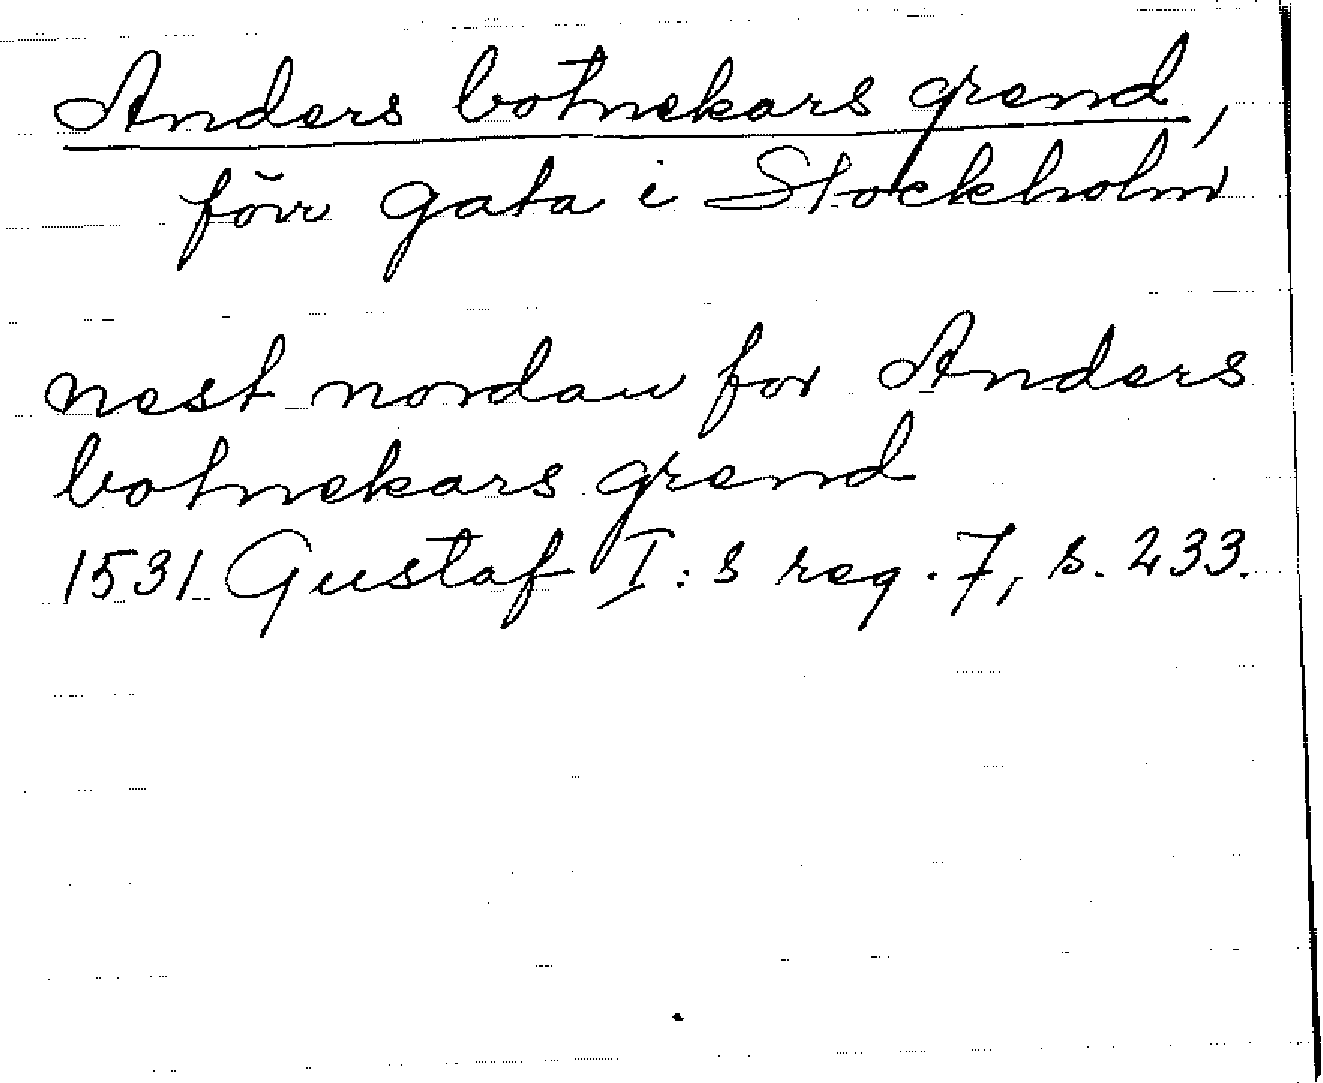 Anders botnekars grend,
förr gata i Stockholm
nest nordan for Anders
botnekars grend
1531 Gustaf I:s reg. 7, s. 233.